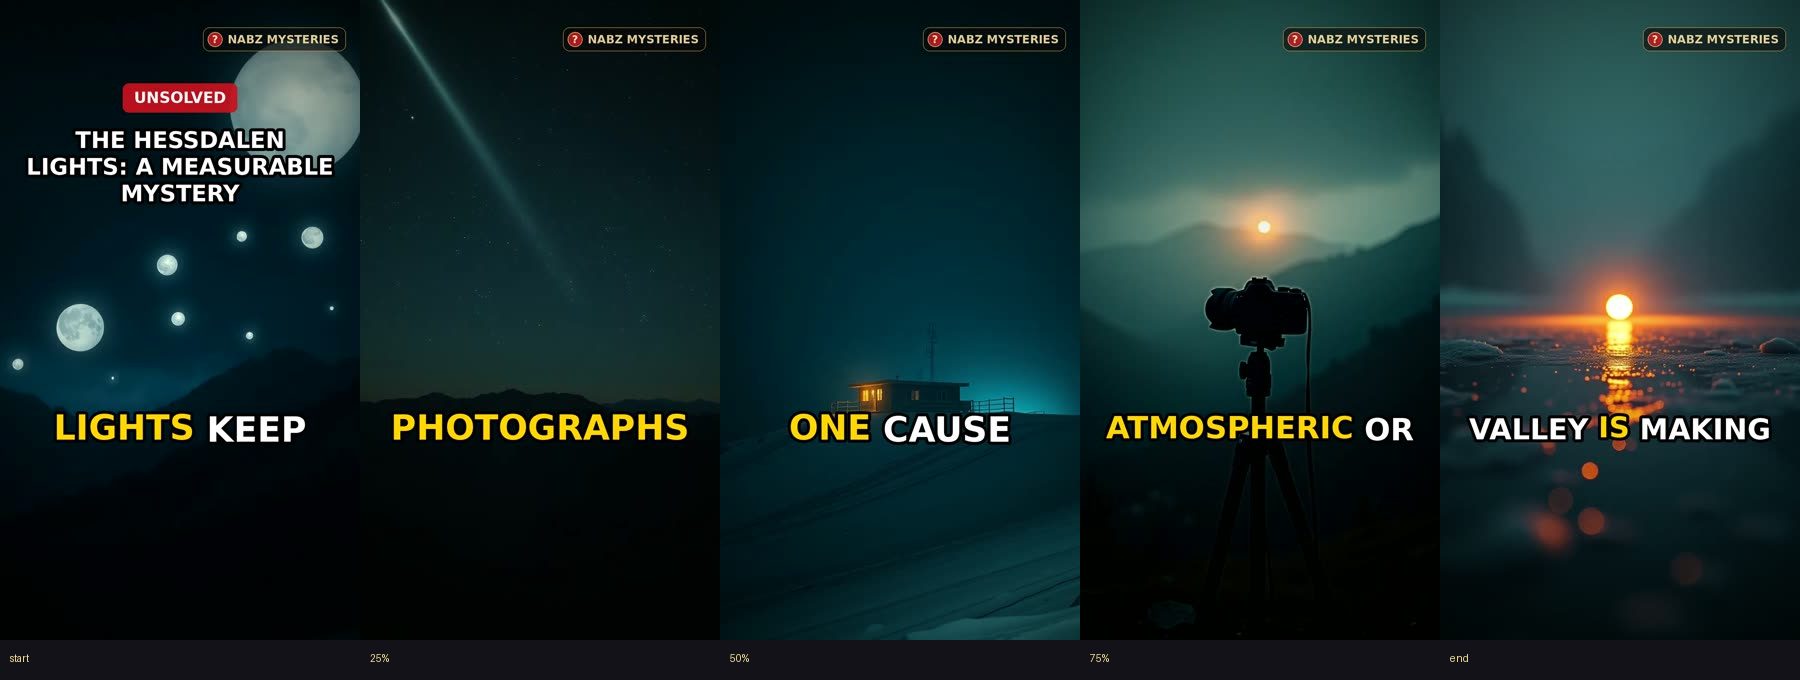 ? NABZ MYSTERIES
UNSOLVED
THE HESSDALEN
LIGHTS: A MEASURABLE
MYSTERY
LIGHTS KEEP
start
? NABZ MYSTERIES
PHOTOGRAPHS
25%
? NABZ MYSTERIES
ONE CAUSE
50%
? NABZ MYSTERIES
ATMOSPHERIC OR
75%
? NABZ MYSTERIES
VALLEY IS MAKING
end